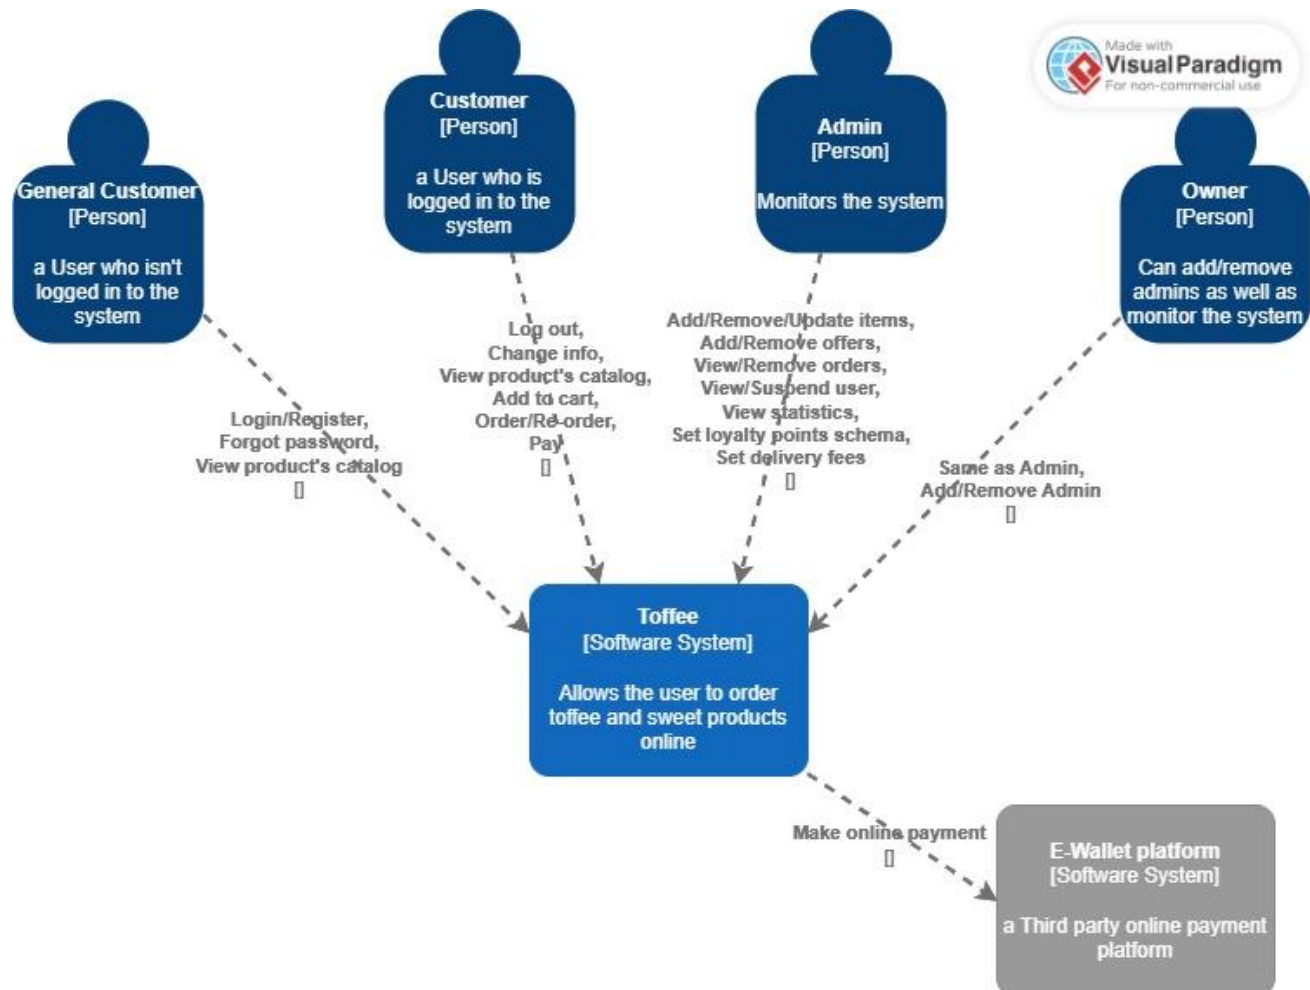 Made with
Visual Paradigm
For non-commercial use
Customer
[Person]
a User who is
logged in to the
system
Admin
[Person]
Monitors the system
General Customer
[Person]
a User who isn't
logged in to the
system
Owner
[Person]
Can add/remove
admins as well as
monitor the system
Login/Register,
Forgot password,
View product's catalog
[]
Log out,
Change info,
View product's catalog,
Add to cart,
Order/Re-order,
Pay
[]
Add/Remove/Update items,
Add/Remove offers,
View/Remove orders,
View/Suspend user,
View statistics,
Set loyalty points schema,
Set delivery fees
[]
Same as Admin,
Add/Remove Admin
[]
Toffee
[Software System]
Allows the user to order
toffee and sweet products
online
Make online payment
[]
E-Wallet platform
[Software System]
a Third party online payment
platform